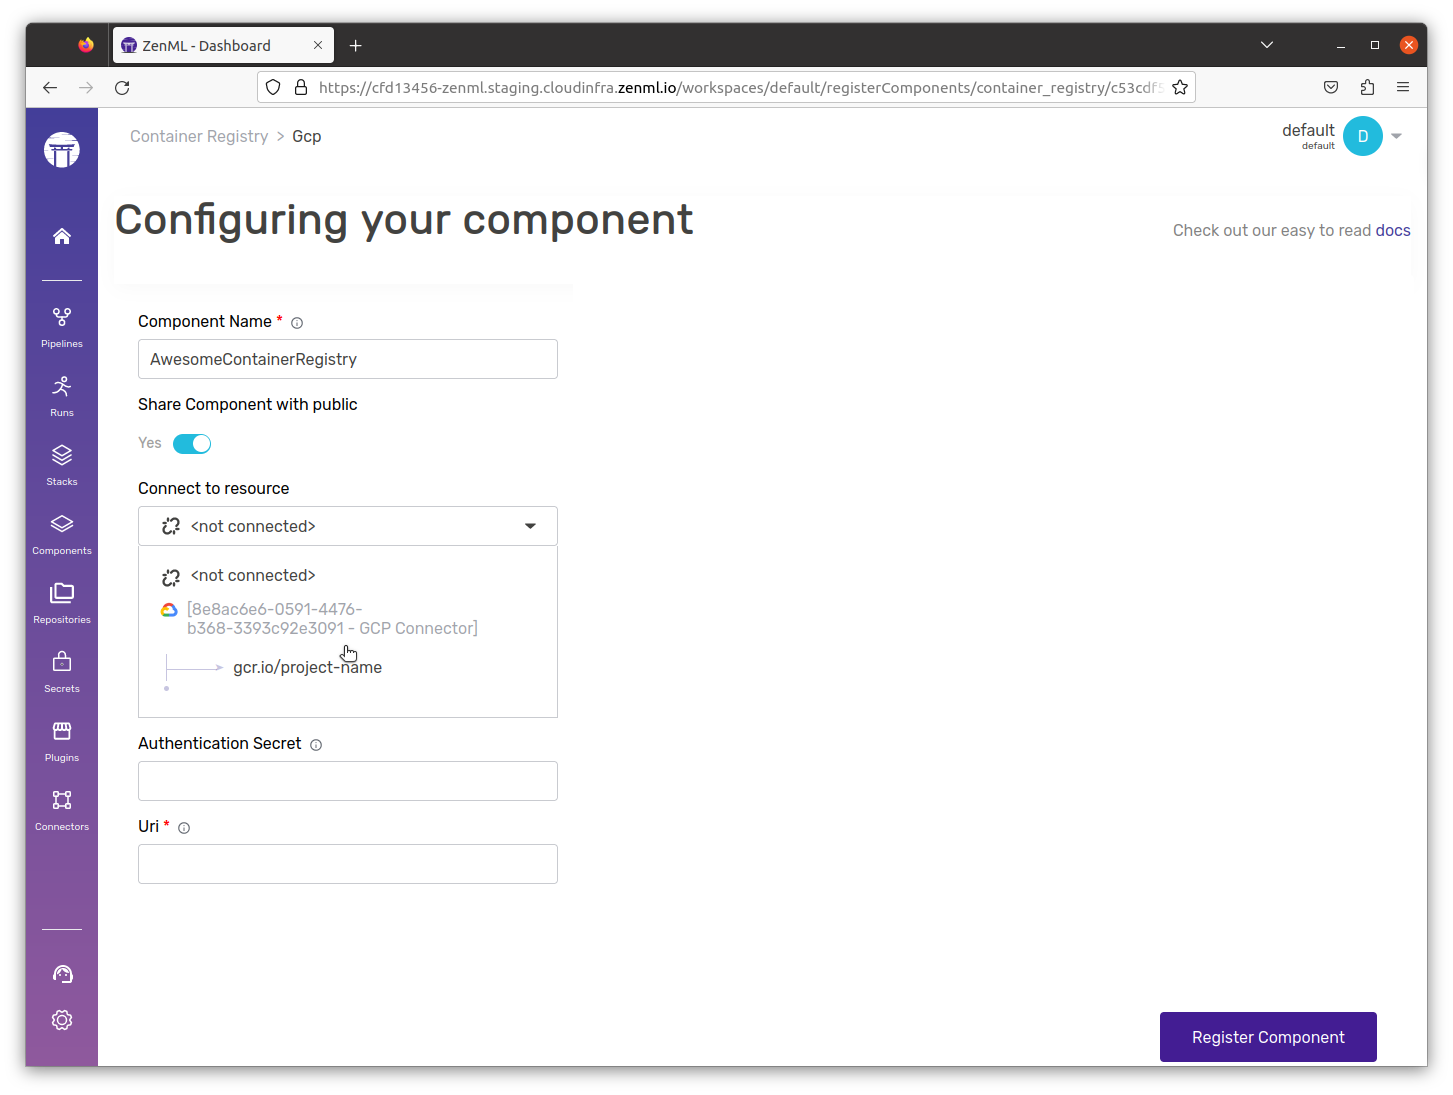 ZenML - Dashboard
https://cfd13456-zenml.staging.cloudinfra.zenml.io/workspaces/default/registerComponents/container_registry/c53cdf5
Container Registry > Gcp
default
default
D
Configuring your component
Check out our easy to read docs
Pipelines
Runs
Stacks
Components
Repositories
Secrets
Plugins
Connectors
Component Name *
AwesomeContainerRegistry
Share Component with public
Yes
Connect to resource
<not connected>
<not connected>
[8e8ac6e6-0591-4476-
b368-3393c92e3091 - GCP Connector]
gcr.io/project-name
Authentication Secret
Uri *
Register Component